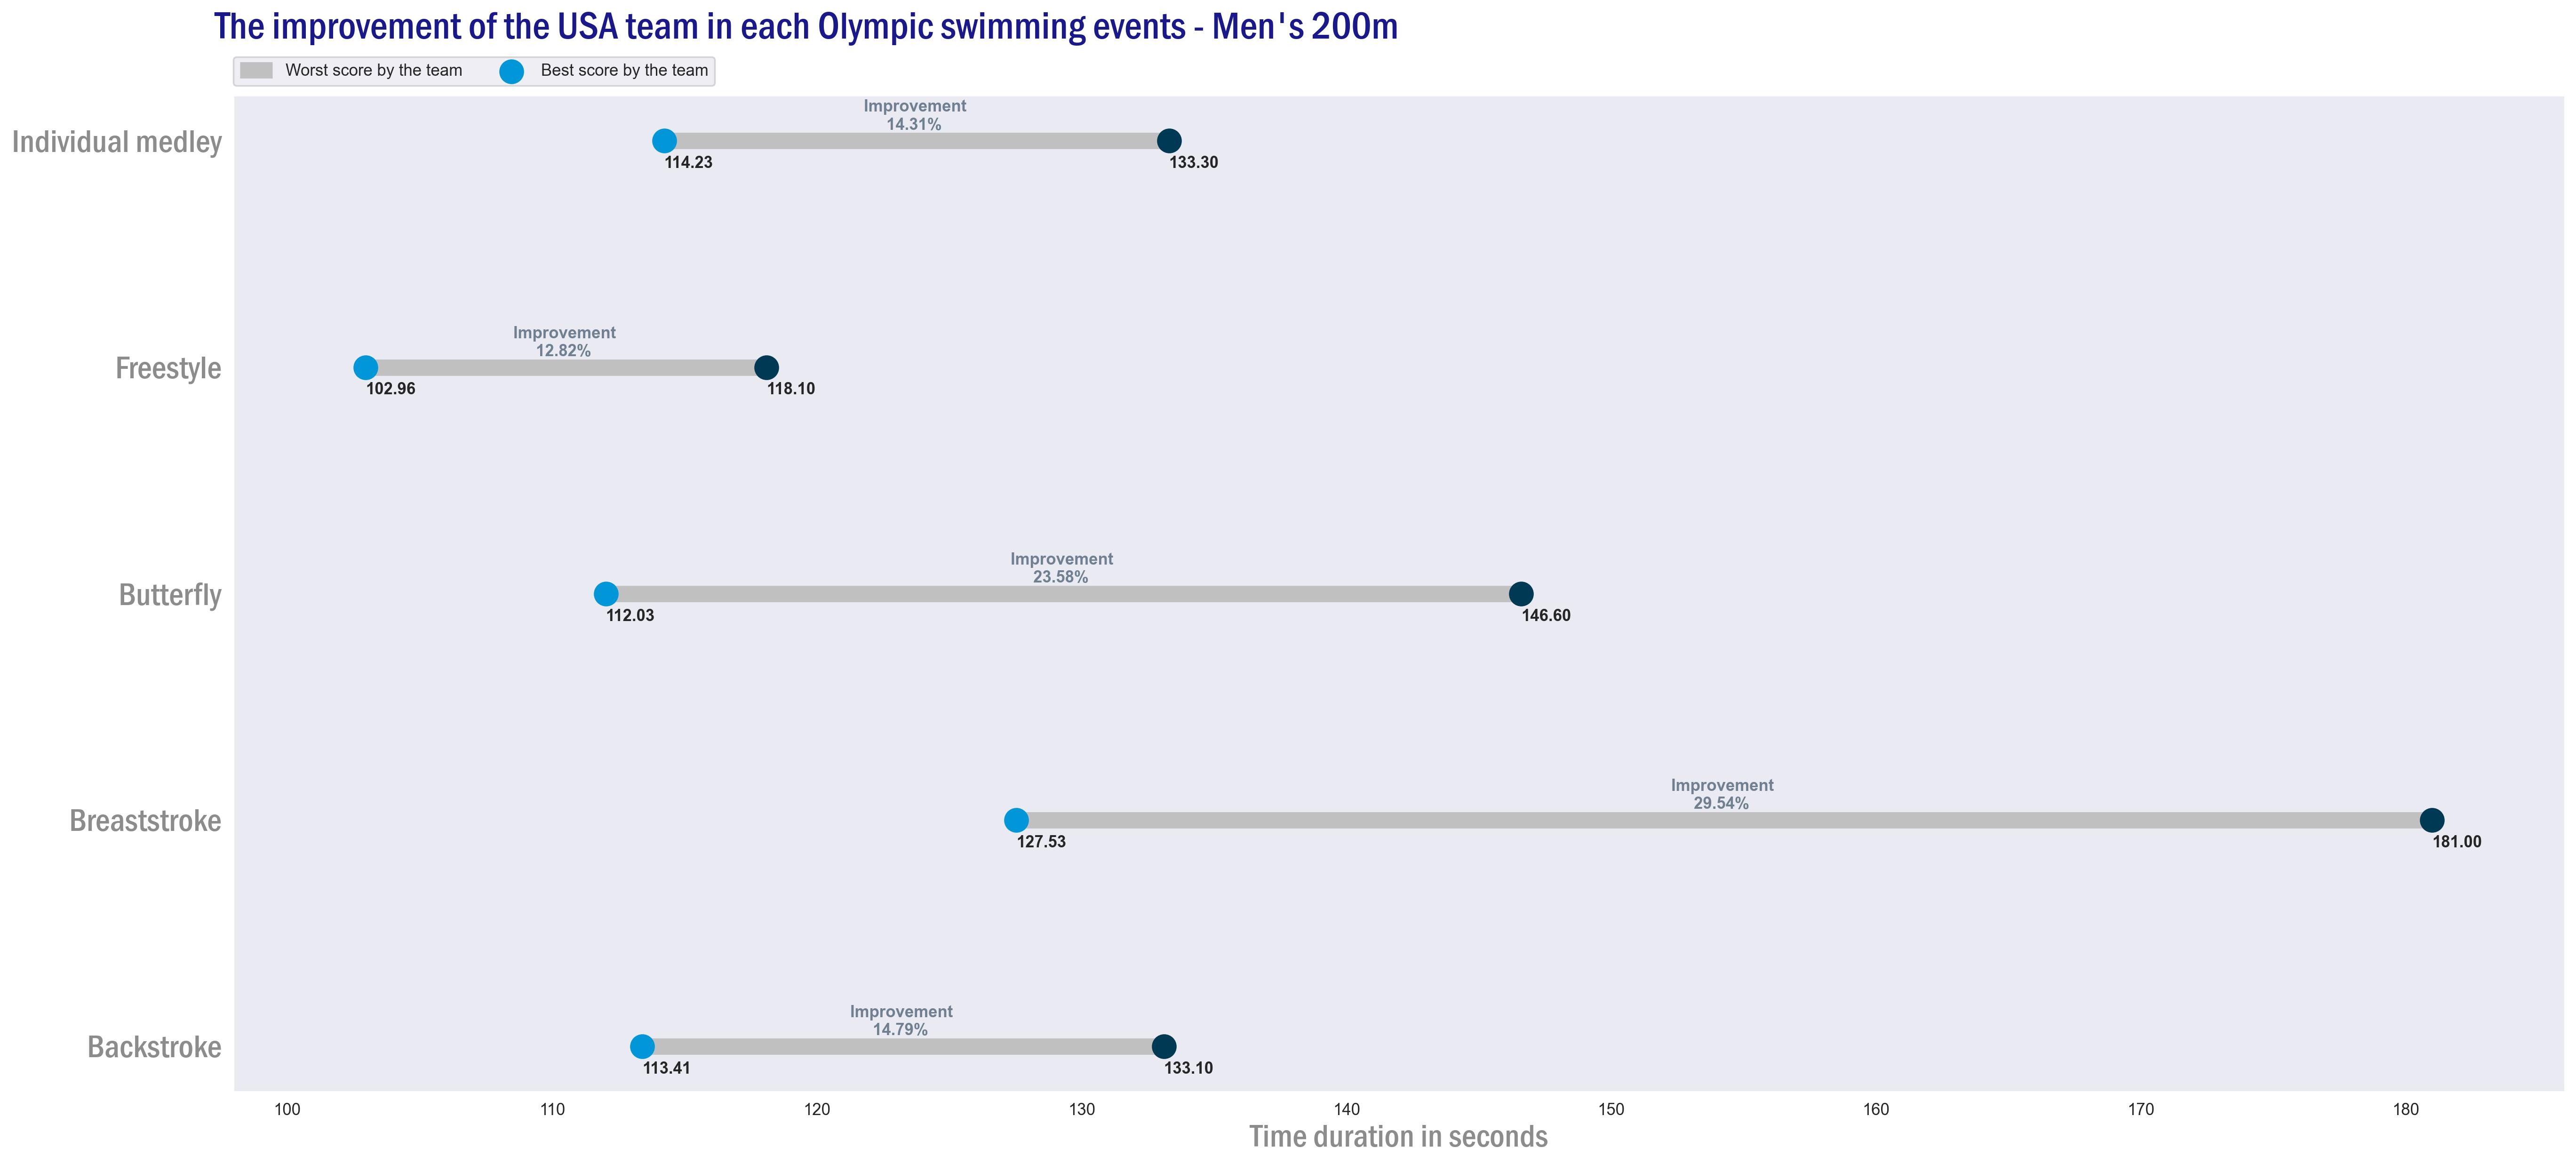 The improvement of the USA team in each Olympic swimming events - Men's 200m
Worst score by the team
Best score by the team
Individual medley
Improvement
14.31%
114.23
133.30
Freestyle
Improvement
12.82%
102.96
118.10
Butterfly
Improvement
23.58%
112.03
146.60
Breaststroke
Improvement
29.54%
127.53
181.00
Backstroke
Improvement
14.79%
113.41
133.10
100 110 120 130 140 150 160 170 180
Time duration in seconds